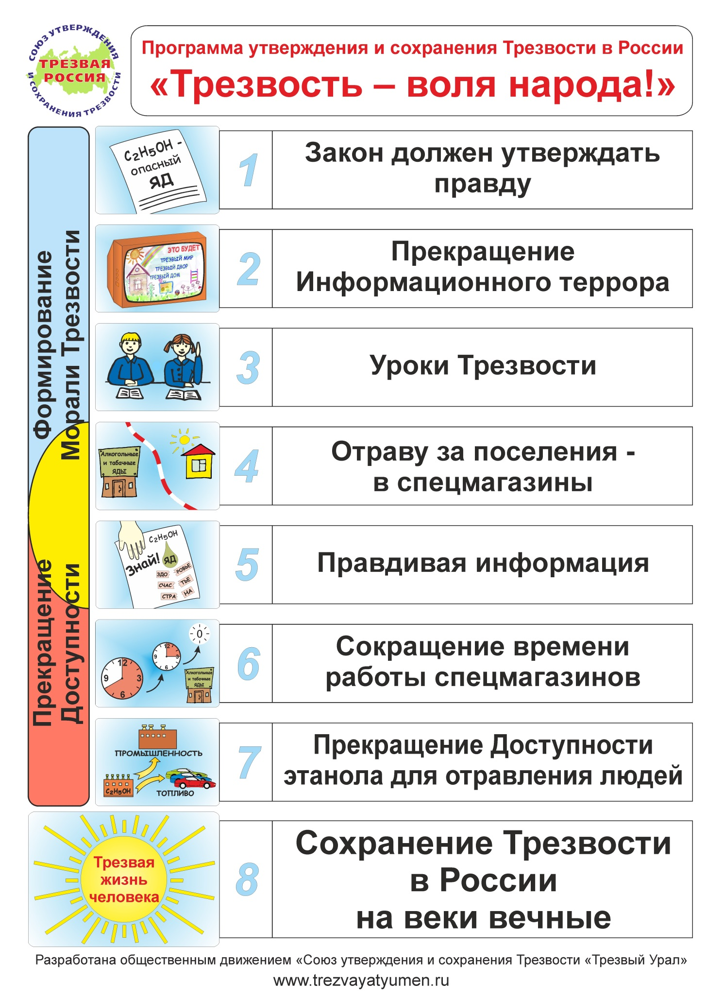 СОЮЗ УТВЕРЖДЕНИЯ
ТРЕЗВАЯ
РОССИЯ
И СОХРАНЕНИЯ ТРЕЗВОСТИ
Программа утверждения и сохранения Трезвости в России
«Трезвость – воля народа!»
Формирование
Морали Трезвости
Прекращение
Доступности
C₂H₅OH -
опасный
ЯД
1
Закон должен утверждать
правду
ЭТО БУДЕТ
ТРЕЗВЫЙ МИР
ТРЕЗВЫЙ ДВОР
ТРЕЗВЫЙ ДОМ
2
Прекращение
Информационного террора
3
Уроки Трезвости
Алкогольные
и табачные
ЯДЫ
4
Отраву за поселения -
в спецмагазины
C₂H₅OH
Знай!
ЯД
ЗДО РОВЬЕ
СЧАС ТЬЕ
СТРА НА
5
Правдивая информация
12
3
6
9
12
3
6
9
0
Алкогольные
и табачные
ЯДЫ
6
Сокращение времени
работы спецмагазинов
ПРОМЫШЛЕННОСТЬ
C₂H₅OH
ТОПЛИВО
7
Прекращение Доступности
этанола для отравления людей
Трезвая
жизнь
человека
8
Сохранение Трезвости
в России
на веки вечные
Разработана общественным движением «Союз утверждения и сохранения Трезвости «Трезвый Урал»
www.trezvayatyumen.ru